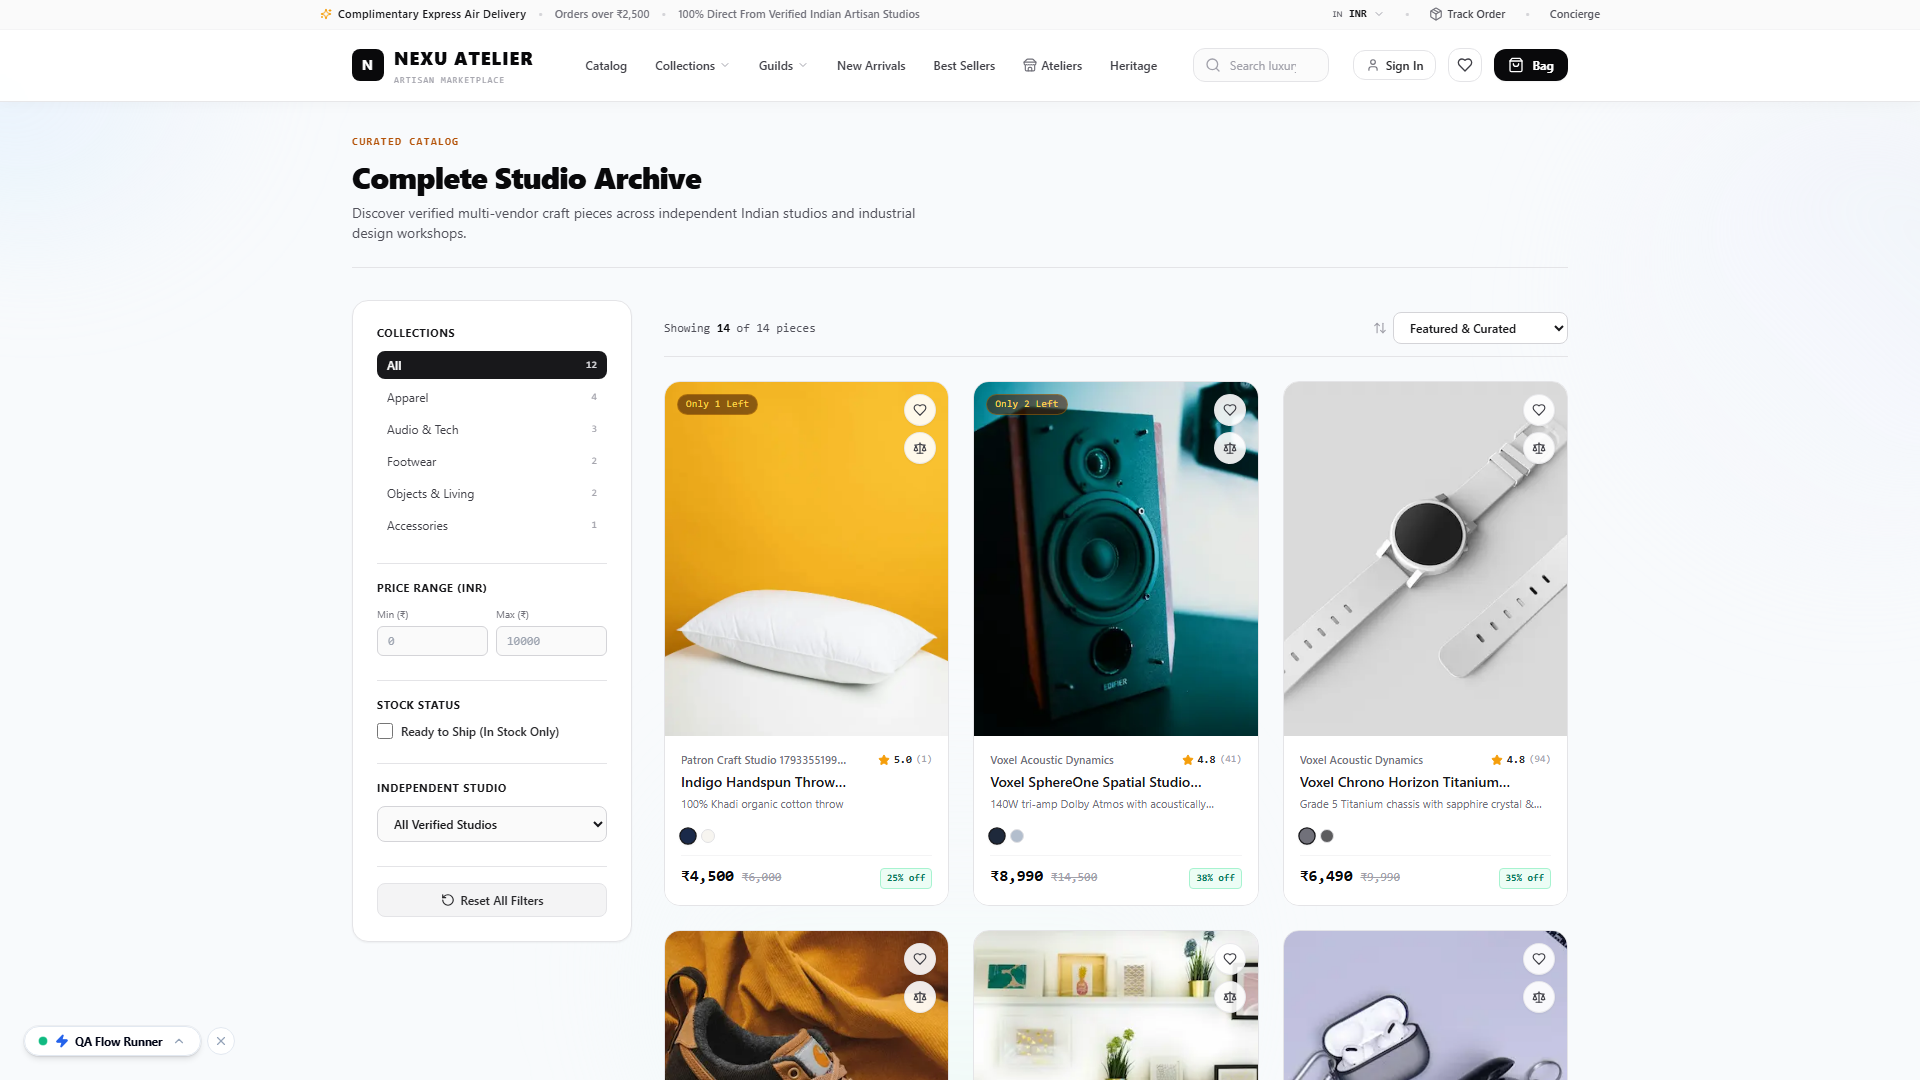 Complimentary Express Air Delivery • Orders over ₹2,500 • 100% Direct From Verified Indian Artisan Studios
IN INR • Track Order • Concierge
N NEXU ATELIER
ARTISAN MARKETPLACE
Catalog Collections Guilds New Arrivals Best Sellers Ateliers Heritage
Search luxury
Sign In
Bag
CURATED CATALOG
Complete Studio Archive
Discover verified multi-vendor craft pieces across independent Indian studios and industrial
design workshops.
COLLECTIONS
All 12
Apparel 4
Audio & Tech 3
Footwear 2
Objects & Living 2
Accessories 1
PRICE RANGE (INR)
Min (₹) Max (₹)
0 10000
STOCK STATUS
Ready to Ship (In Stock Only)
INDEPENDENT STUDIO
All Verified Studios
Reset All Filters
Showing 14 of 14 pieces
Featured & Curated
Only 1 Left
Patron Craft Studio 1793355199... 5.0 (1)
Indigo Handspun Throw...
100% Khadi organic cotton throw
₹4,500 ₹6,000 25% off
Only 2 Left
EDIFIER
Voxel Acoustic Dynamics 4.8 (41)
Voxel SphereOne Spatial Studio...
140W tri-amp Dolby Atmos with acoustically...
₹8,990 ₹14,500 38% off
Voxel Acoustic Dynamics 4.8 (94)
Voxel Chrono Horizon Titanium...
Grade 5 Titanium chassis with sapphire crystal &...
₹6,490 ₹9,990 35% off
QA Flow Runner